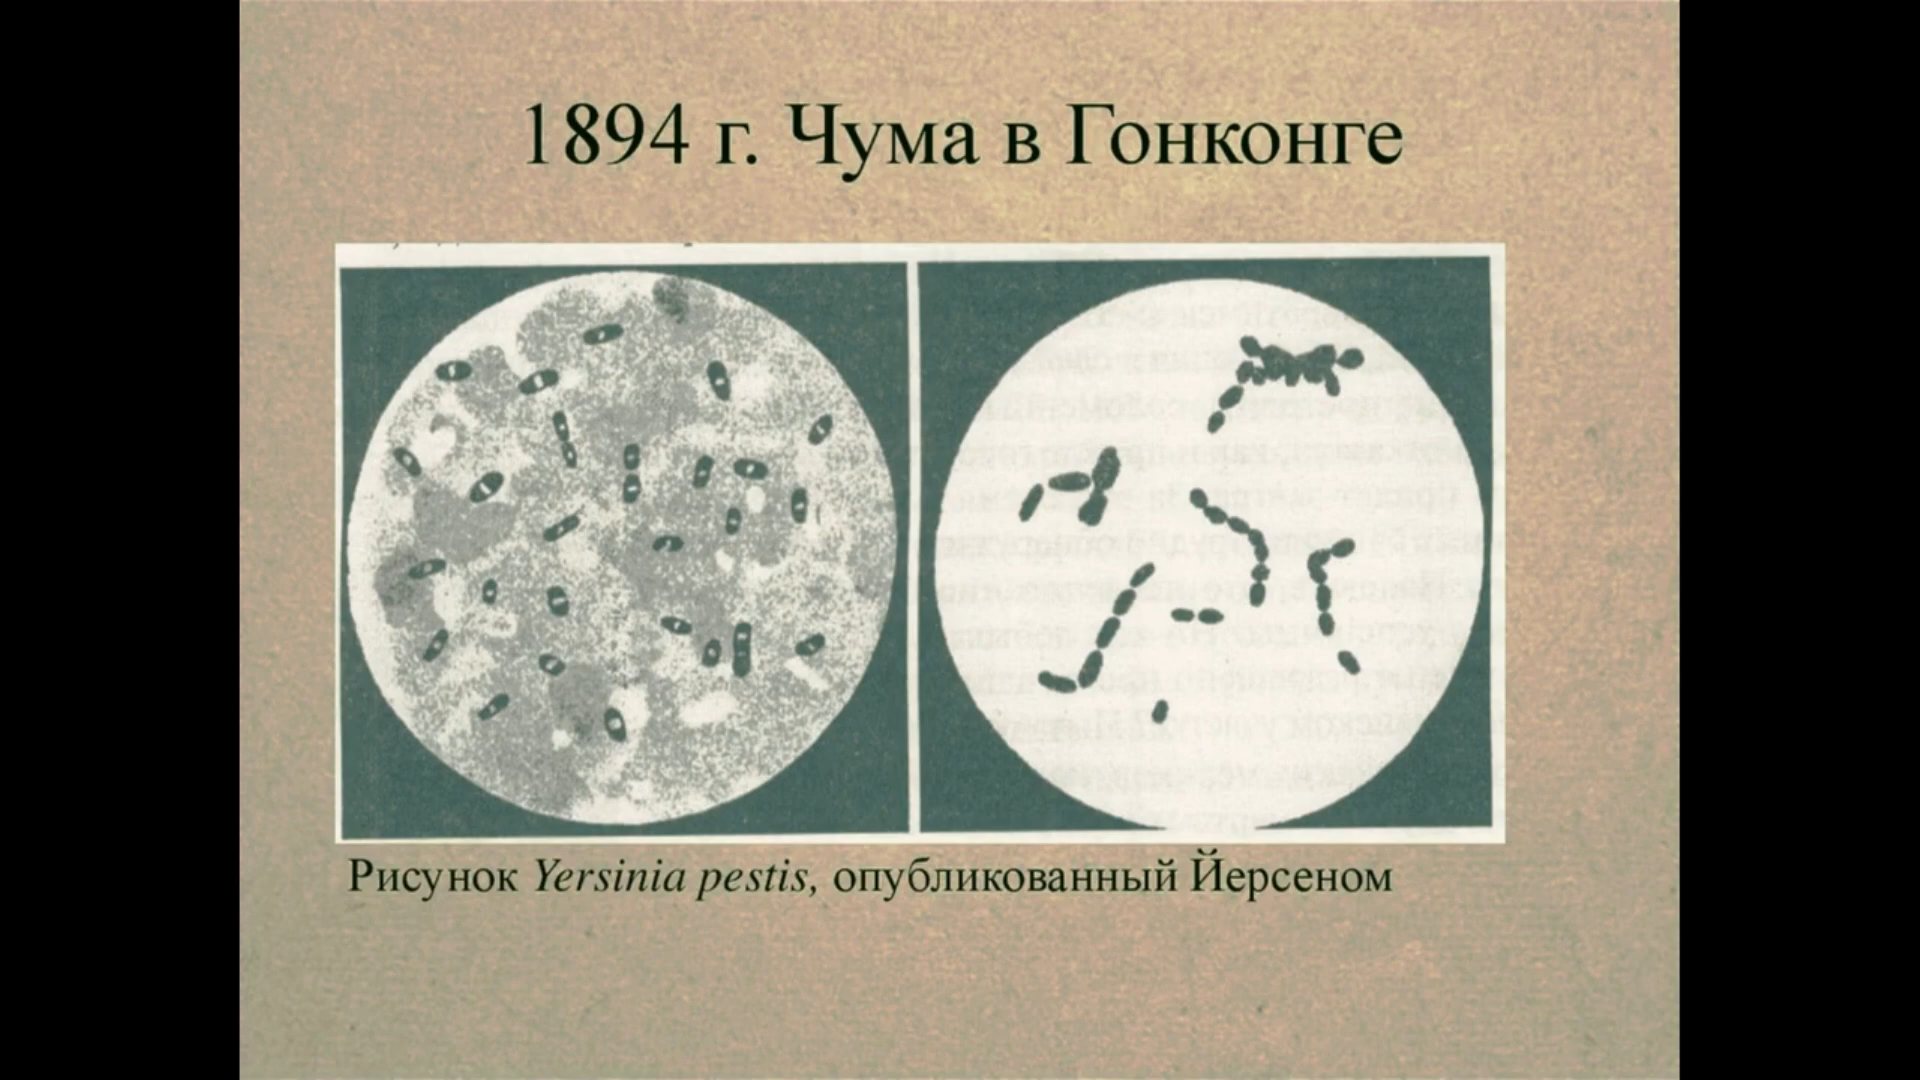 1894 г. Чума в Гонконге
Рисунок Yersinia pestis, опубликованный Йерсеном